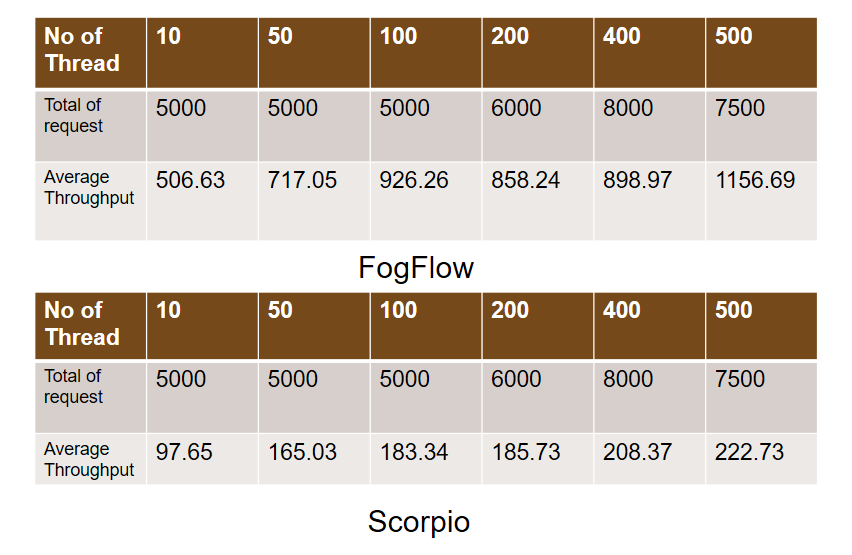 No of Thread 10 50 100 200 400 500
Total of request 5000 5000 5000 6000 8000 7500
Average Throughput 506.63 717.05 926.26 858.24 898.97 1156.69
FogFlow
No of Thread 10 50 100 200 400 500
Total of request 5000 5000 5000 6000 8000 7500
Average Throughput 97.65 165.03 183.34 185.73 208.37 222.73
Scorpio